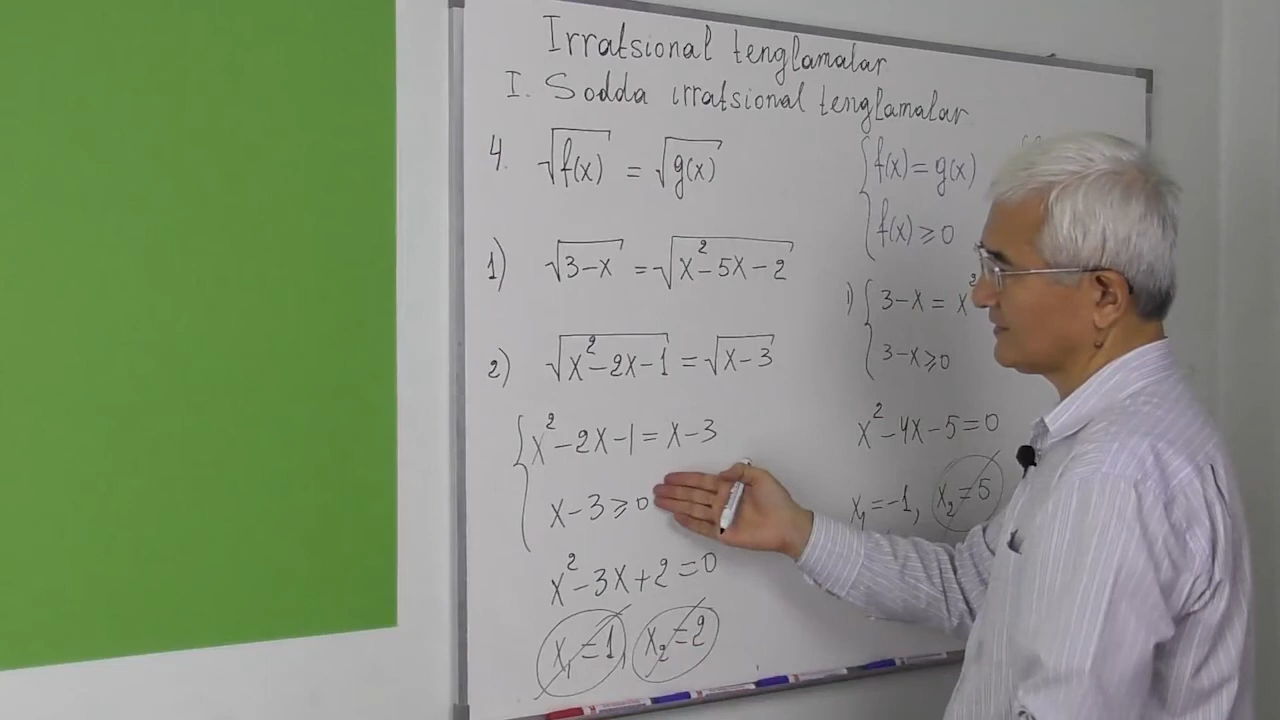 Irratsional tenglamalar
I. Sodda irratsional tenglamalar
4. √f(x) = √g(x)
1) √3-x = √x²-5x-2
2) √x²-2x-1 = √x-3
{x²-2x-1=x-3
x-3≥0
x²-3x+2=0
x₁=1, x₂=2
{f(x)=g(x)
f(x)≥0
1) {3-x = x²
3-x≥0
x²-4x-5=0
x₁=-1, x₂=5